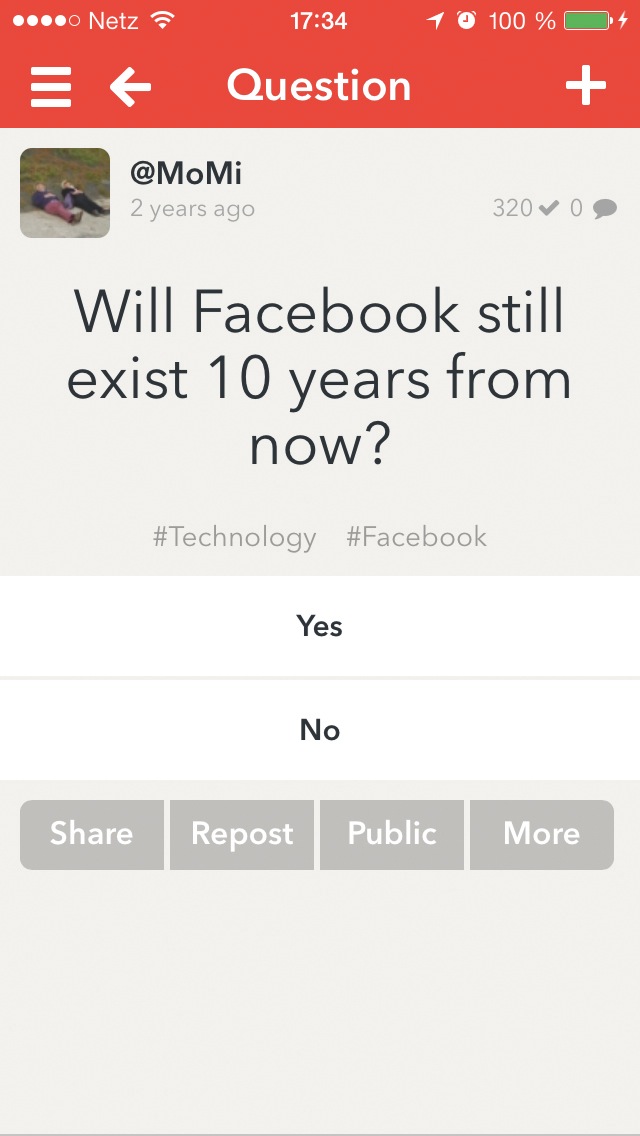 Netz 17:34 100 %
Question
@MoMi
2 years ago 320 0
Will Facebook still
exist 10 years from
now?
#Technology #Facebook
Yes
No
Share Repost Public More